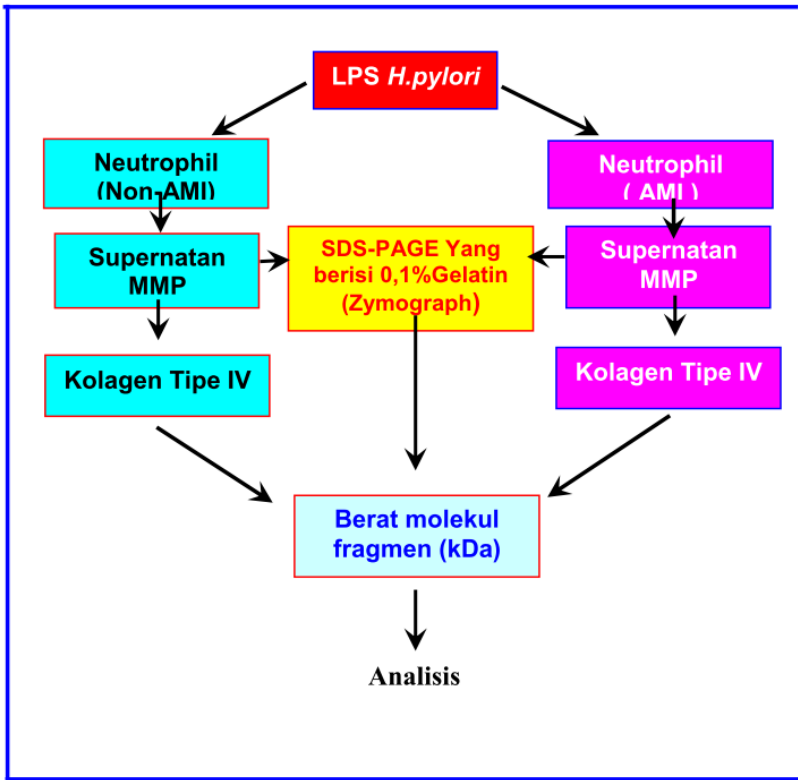 LPS H.pylori
Neutrophil
(Non-AMI)
Neutrophil
( AMI )
Supernatan
MMP
SDS-PAGE Yang
berisi 0,1%Gelatin
(Zymograph)
Supernatan
MMP
Kolagen Tipe IV
Kolagen Tipe IV
Berat molekul
fragmen (kDa)
Analisis